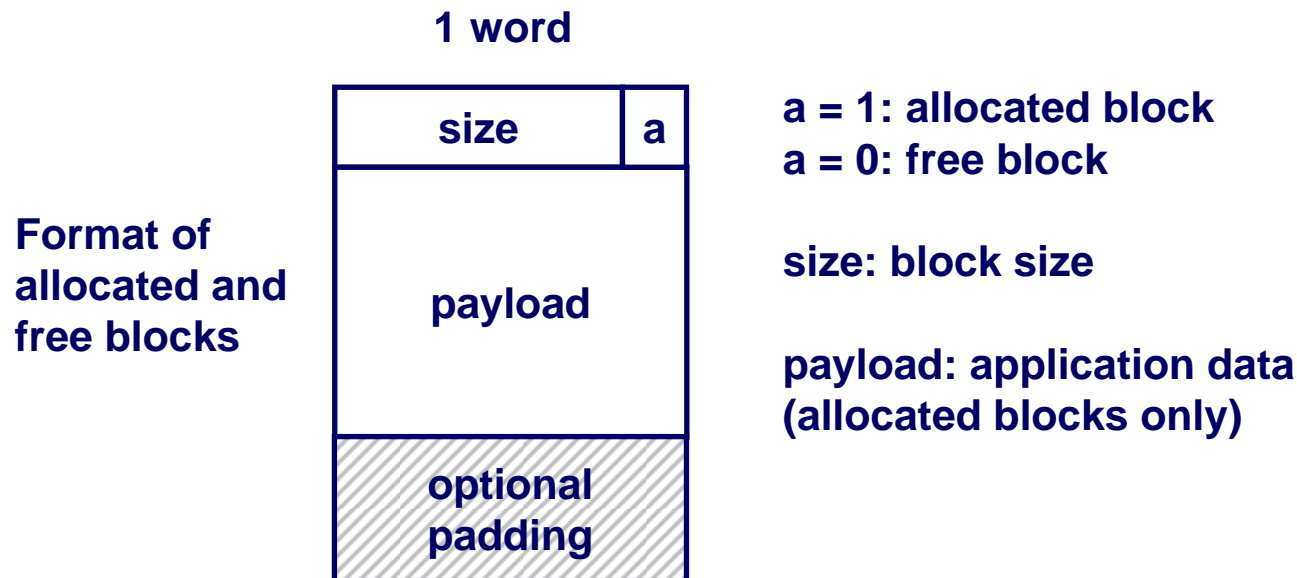 1 word
size a
payload
optional
padding
Format of
allocated and
free blocks
a = 1: allocated block
a = 0: free block
size: block size
payload: application data
(allocated blocks only)